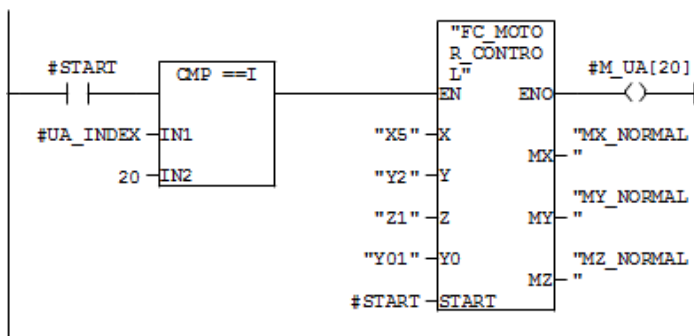 "FC_MOTO
R_CONTRO
L"
#START
CMP ==I
#M_UA[20]
EN ENO
#UA_INDEX IN1
"X5" X
"MX_NORMAL
MX "
20 IN2
"Y2" Y
"MY_NORMAL
"Z1" Z
MY "
"Y01" Y0
"MZ_NORMAL
MZ "
#START START